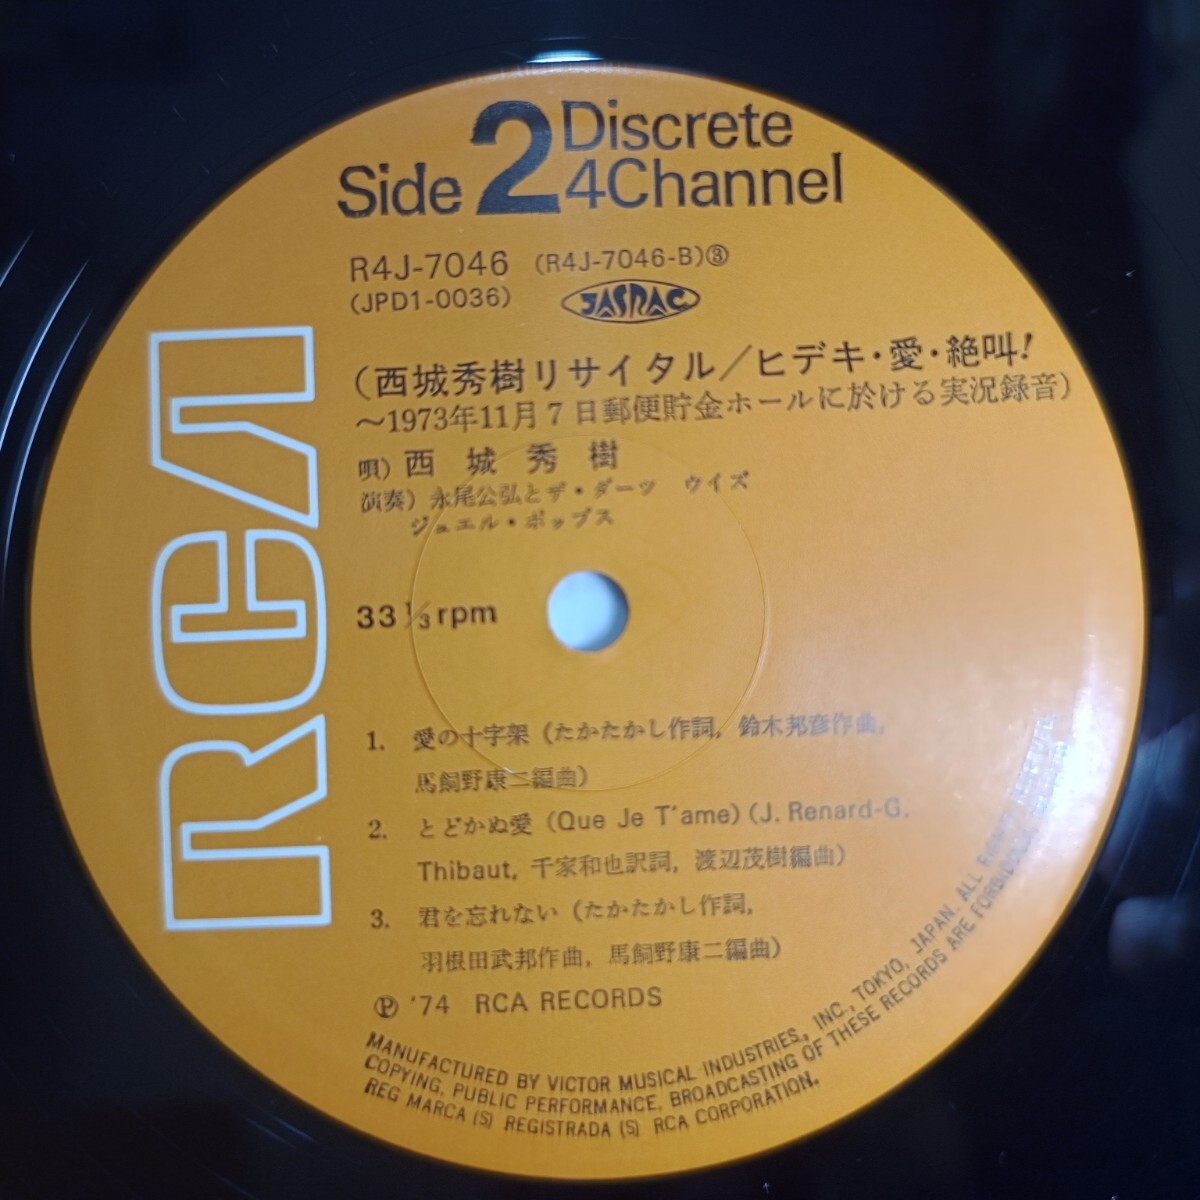 Side 2 Discrete
4Channel
R4J-7046 (R4J-7046-B)③
(JPD1-0036) JASRAC
RCA
(西城秀樹リサイタル/ヒデキ・愛・絶叫!
～1973年11月7日郵便貯金ホールに於ける実況録音)
唄) 西城秀樹
演奏) 永尾公弘とザ・ダーツ ウイズ
ジュエル・ポップス
33 1/3 rpm
1. 愛の十字架 (たかたかし作詞, 鈴木邦彦作曲,
馬飼野康二編曲)
2. とどかぬ愛 (Que Je T'ame) (J. Renard-G.
Thibaut, 千家和也訳詞, 渡辺茂樹編曲)
3. 君を忘れない (たかたかし作詞,
羽根田武邦作曲, 馬飼野康二編曲)
Ⓟ '74 RCA RECORDS
MANUFACTURED BY VICTOR MUSICAL INDUSTRIES, INC., TOKYO, JAPAN. ALL RIGHTS RESERVED
COPYING, PUBLIC PERFORMANCE, BROADCASTING OF THESE RECORDS ARE FORBIDDEN
REG MARCA (S) REGISTRADA (S) RCA CORPORATION.